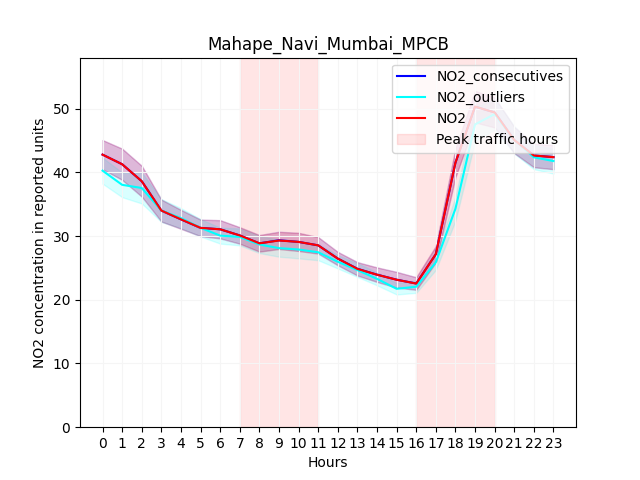 Mahape_Navi_Mumbai_MPCB
NO2_consecutives
NO2_outliers
NO2
Peak traffic hours
NO2 concentration in reported units
50
40
30
20
10
0
0 1 2 3 4 5 6 7 8 9 10 11 12 13 14 15 16 17 18 19 20 21 22 23
Hours